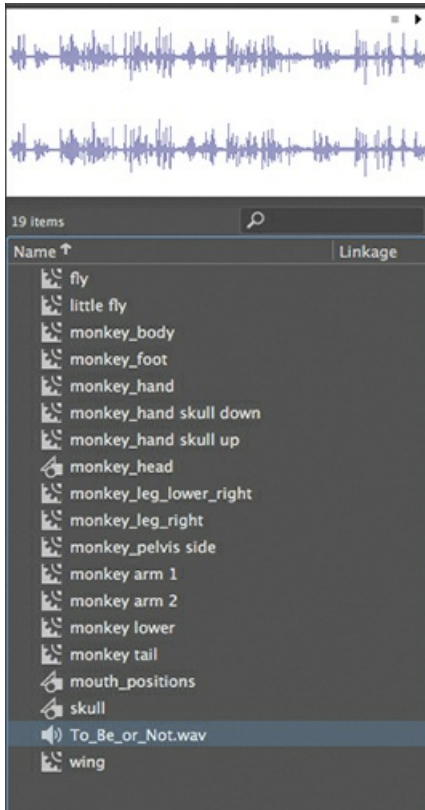 19 items
Name Linkage
fly
little fly
monkey_body
monkey_foot
monkey_hand
monkey_hand skull down
monkey_hand skull up
monkey_head
monkey_leg_lower_right
monkey_leg_right
monkey_pelvis side
monkey arm 1
monkey arm 2
monkey lower
monkey tail
mouth_positions
skull
To_Be_or_Not.wav
wing